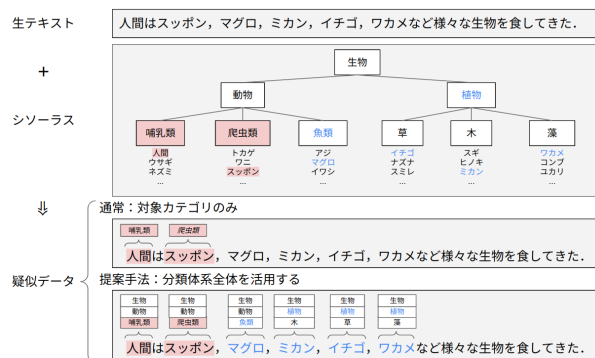 生テキスト
人間はスッポン，マグロ，ミカン，イチゴ，ワカメなど様々な生物を食してきた．
+
シソーラス
生物
動物 植物
哺乳類 爬虫類 魚類 草 木 藻
人間 トカゲ アジ イチゴ スギ ワカメ
ウサギ ワニ マグロ ナズナ ヒノキ コンブ
ネズミ スッポン イワシ スミレ ミカン ユカリ
... ... ... ... ... ...
⇓
疑似データ
通常：対象カテゴリのみ
哺乳類 爬虫類
人間はスッポン，マグロ，ミカン，イチゴ，ワカメなど様々な生物を食してきた．
提案手法：分類体系全体を活用する
生物 生物 生物 生物 生物 生物
動物 動物 動物 植物 植物 植物
哺乳類 爬虫類 魚類 木 草 藻
人間はスッポン，マグロ，ミカン，イチゴ，ワカメなど様々な生物を食してきた．